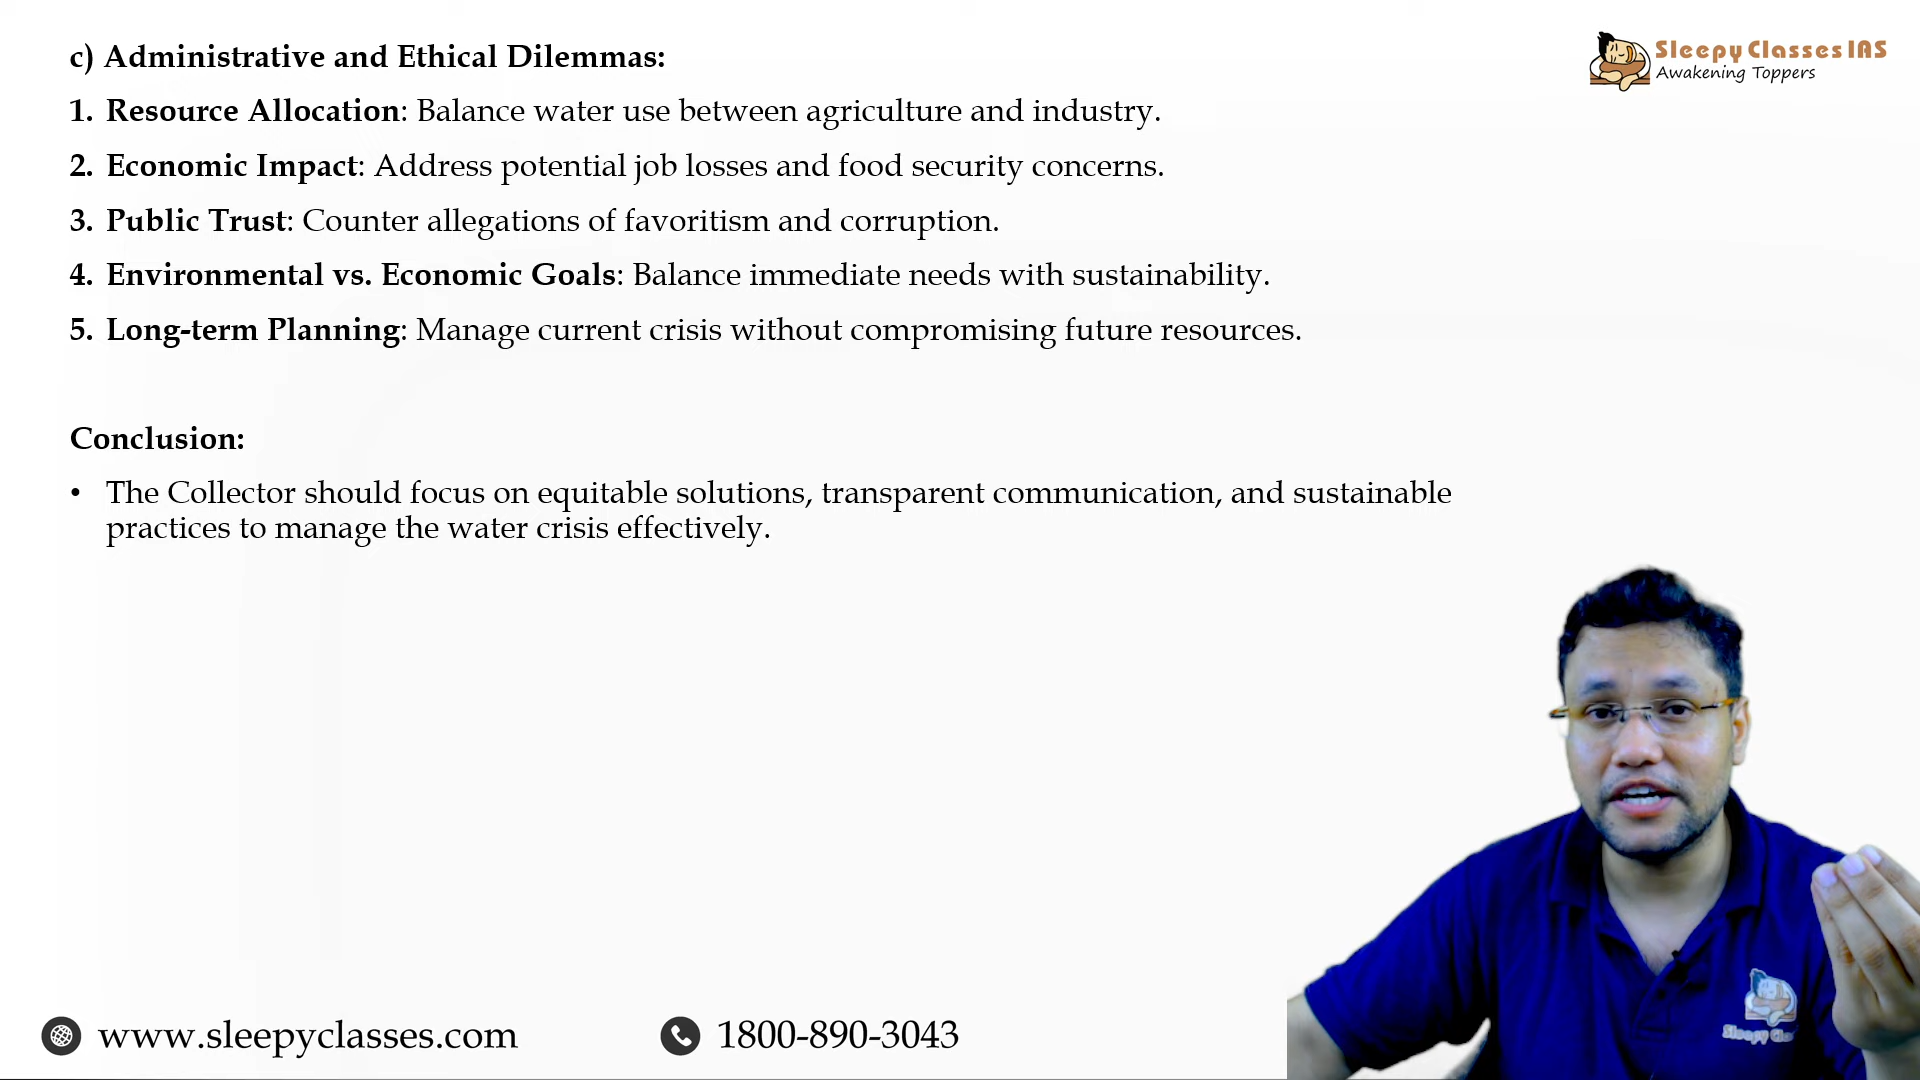 c) Administrative and Ethical Dilemmas:
Sleepy Classes IAS
Awakening Toppers
1. Resource Allocation: Balance water use between agriculture and industry.
2. Economic Impact: Address potential job losses and food security concerns.
3. Public Trust: Counter allegations of favoritism and corruption.
4. Environmental vs. Economic Goals: Balance immediate needs with sustainability.
5. Long-term Planning: Manage current crisis without compromising future resources.
Conclusion:
• The Collector should focus on equitable solutions, transparent communication, and sustainable
practices to manage the water crisis effectively.
www.sleepyclasses.com
1800-890-3043
Sleepy Cla